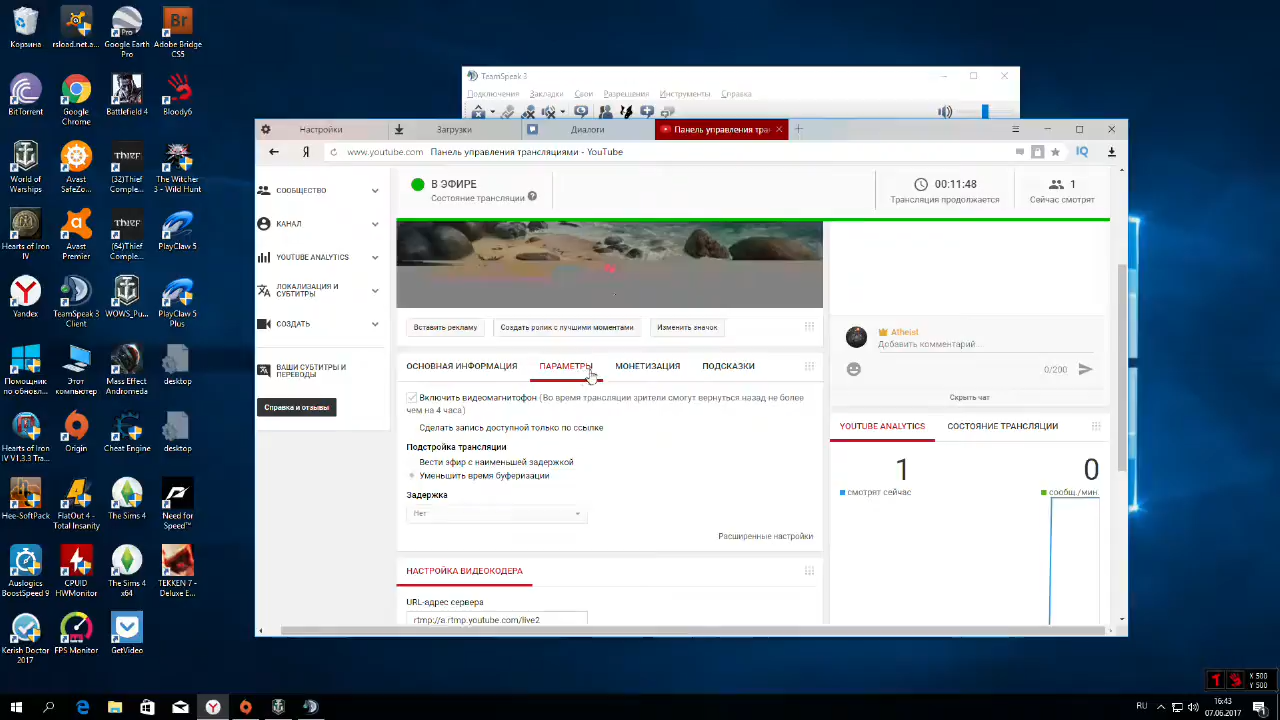 Корзина
rsload.net.a...
Google Earth Pro
Adobe Bridge CS5
BitTorrent
Google Chrome
Battlefield 4
Bloody6
World of Warships
Avast SafeZo...
(32)Thief Comple...
The Witcher 3 - Wild Hunt
Hearts of Iron IV
Avast Premier
(64)Thief Comple...
PlayClaw 5
Yandex
TeamSpeak 3 Client
WOWS_Pu...
PlayClaw 5 Plus
Помощник по обновлен...
Этот компьютер
Mass Effect Andromeda
desktop
Hearts of Iron IV V1.3.3 Tra...
Origin
Cheat Engine
desktop
Hee-SoftPack
FlatOut 4 - Total Insanity
The Sims 4
Need for Speed™
Auslogics BoostSpeed 9
CPUID HWMonitor
The Sims 4 x64
TEKKEN 7 - Deluxe E...
Kerish Doctor 2017
FPS Monitor
GetVideo
TeamSpeak 3
Подключения Закладки Свои Разрешения Инструменты Справка
Настройки Загрузки Диалоги Панель управления тра
www.youtube.com Панель управления трансляциями - YouTube
СООБЩЕСТВО
КАНАЛ
YOUTUBE ANALYTICS
ЛОКАЛИЗАЦИЯ И
СУБТИТРЫ
СОЗДАТЬ
ВАШИ СУБТИТРЫ И
ПЕРЕВОДЫ
Справка и отзывы
В ЭФИРЕ
Состояние трансляции
00:11:48
Трансляция продолжается
1
Сейчас смотрят
Вставить рекламу Создать ролик с лучшими моментами Изменить значок
ОСНОВНАЯ ИНФОРМАЦИЯ ПАРАМЕТРЫ МОНЕТИЗАЦИЯ ПОДСКАЗКИ
Включить видеомагнитофон (Во время трансляции зрители смогут вернуться назад не более
чем на 4 часа)
Сделать запись доступной только по ссылке
Подстройка трансляции
Вести эфир с наименьшей задержкой
Уменьшить время буферизации
Задержка
Нет
Расширенные настройки
НАСТРОЙКА ВИДЕОКОДЕРА
URL-адрес сервера
rtmp://a.rtmp.youtube.com/live2
Atheist
Добавить комментарий...
0/200
Скрыть чат
YOUTUBE ANALYTICS СОСТОЯНИЕ ТРАНСЛЯЦИИ
1 0
смотрят сейчас сообщ./мин.
X 500
Y 500
RU
16:43
07.06.2017